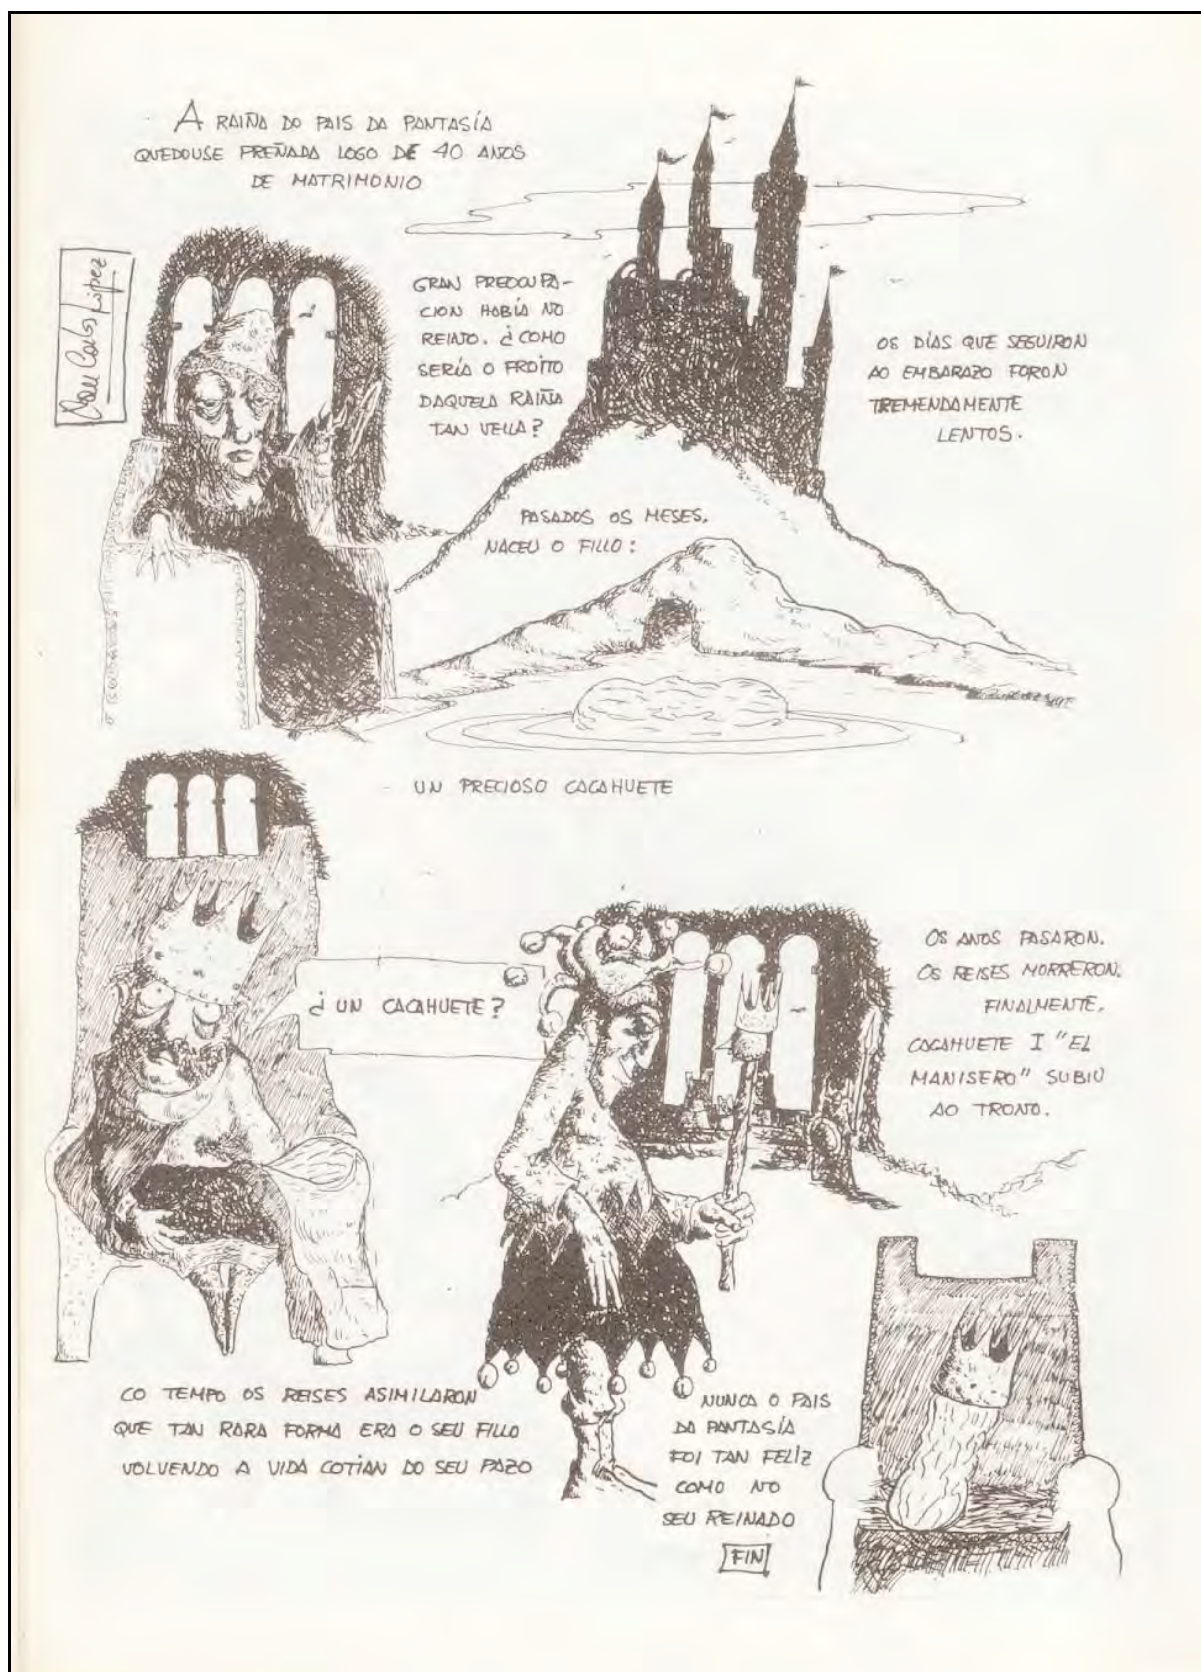 A RAIÑA DO PAIS DA PANTASÍA
QUEDOUSE PREÑADA LOGO DE 40 ANOS
DE MATRIMONIO
GRAN PREOCUPA-
CION HABÍA NO
REINO. ¿COMO
SERÍA O FROITO
DAQUELA RAIÑA
TAN VELLA?
OS DÍAS QUE SEGUIRON
AO EMBARAZO FORON
TREMENDAMENTE
LENTOS.
López
PASADOS OS MESES,
NACEU O FILLO:
UN PRECIOSO CACAHUETE
¿UN CACAHUETE?
OS ANOS PASARON.
OS REISES MORRERON.
FINALMENTE,
CACAHUETE I "EL
MANISERO" SUBIU
AO TRONO.
CO TEMPO OS REISES ASIMILARON
QUE TAN RARA FORMA ERA O SEU FILLO
VOLVENDO A VIDA COTIAN DO SEU PAZO
NUNCA O PAIS
DA PANTASÍA
FOI TAN FELIZ
COMO NO
SEU REINADO
FIN